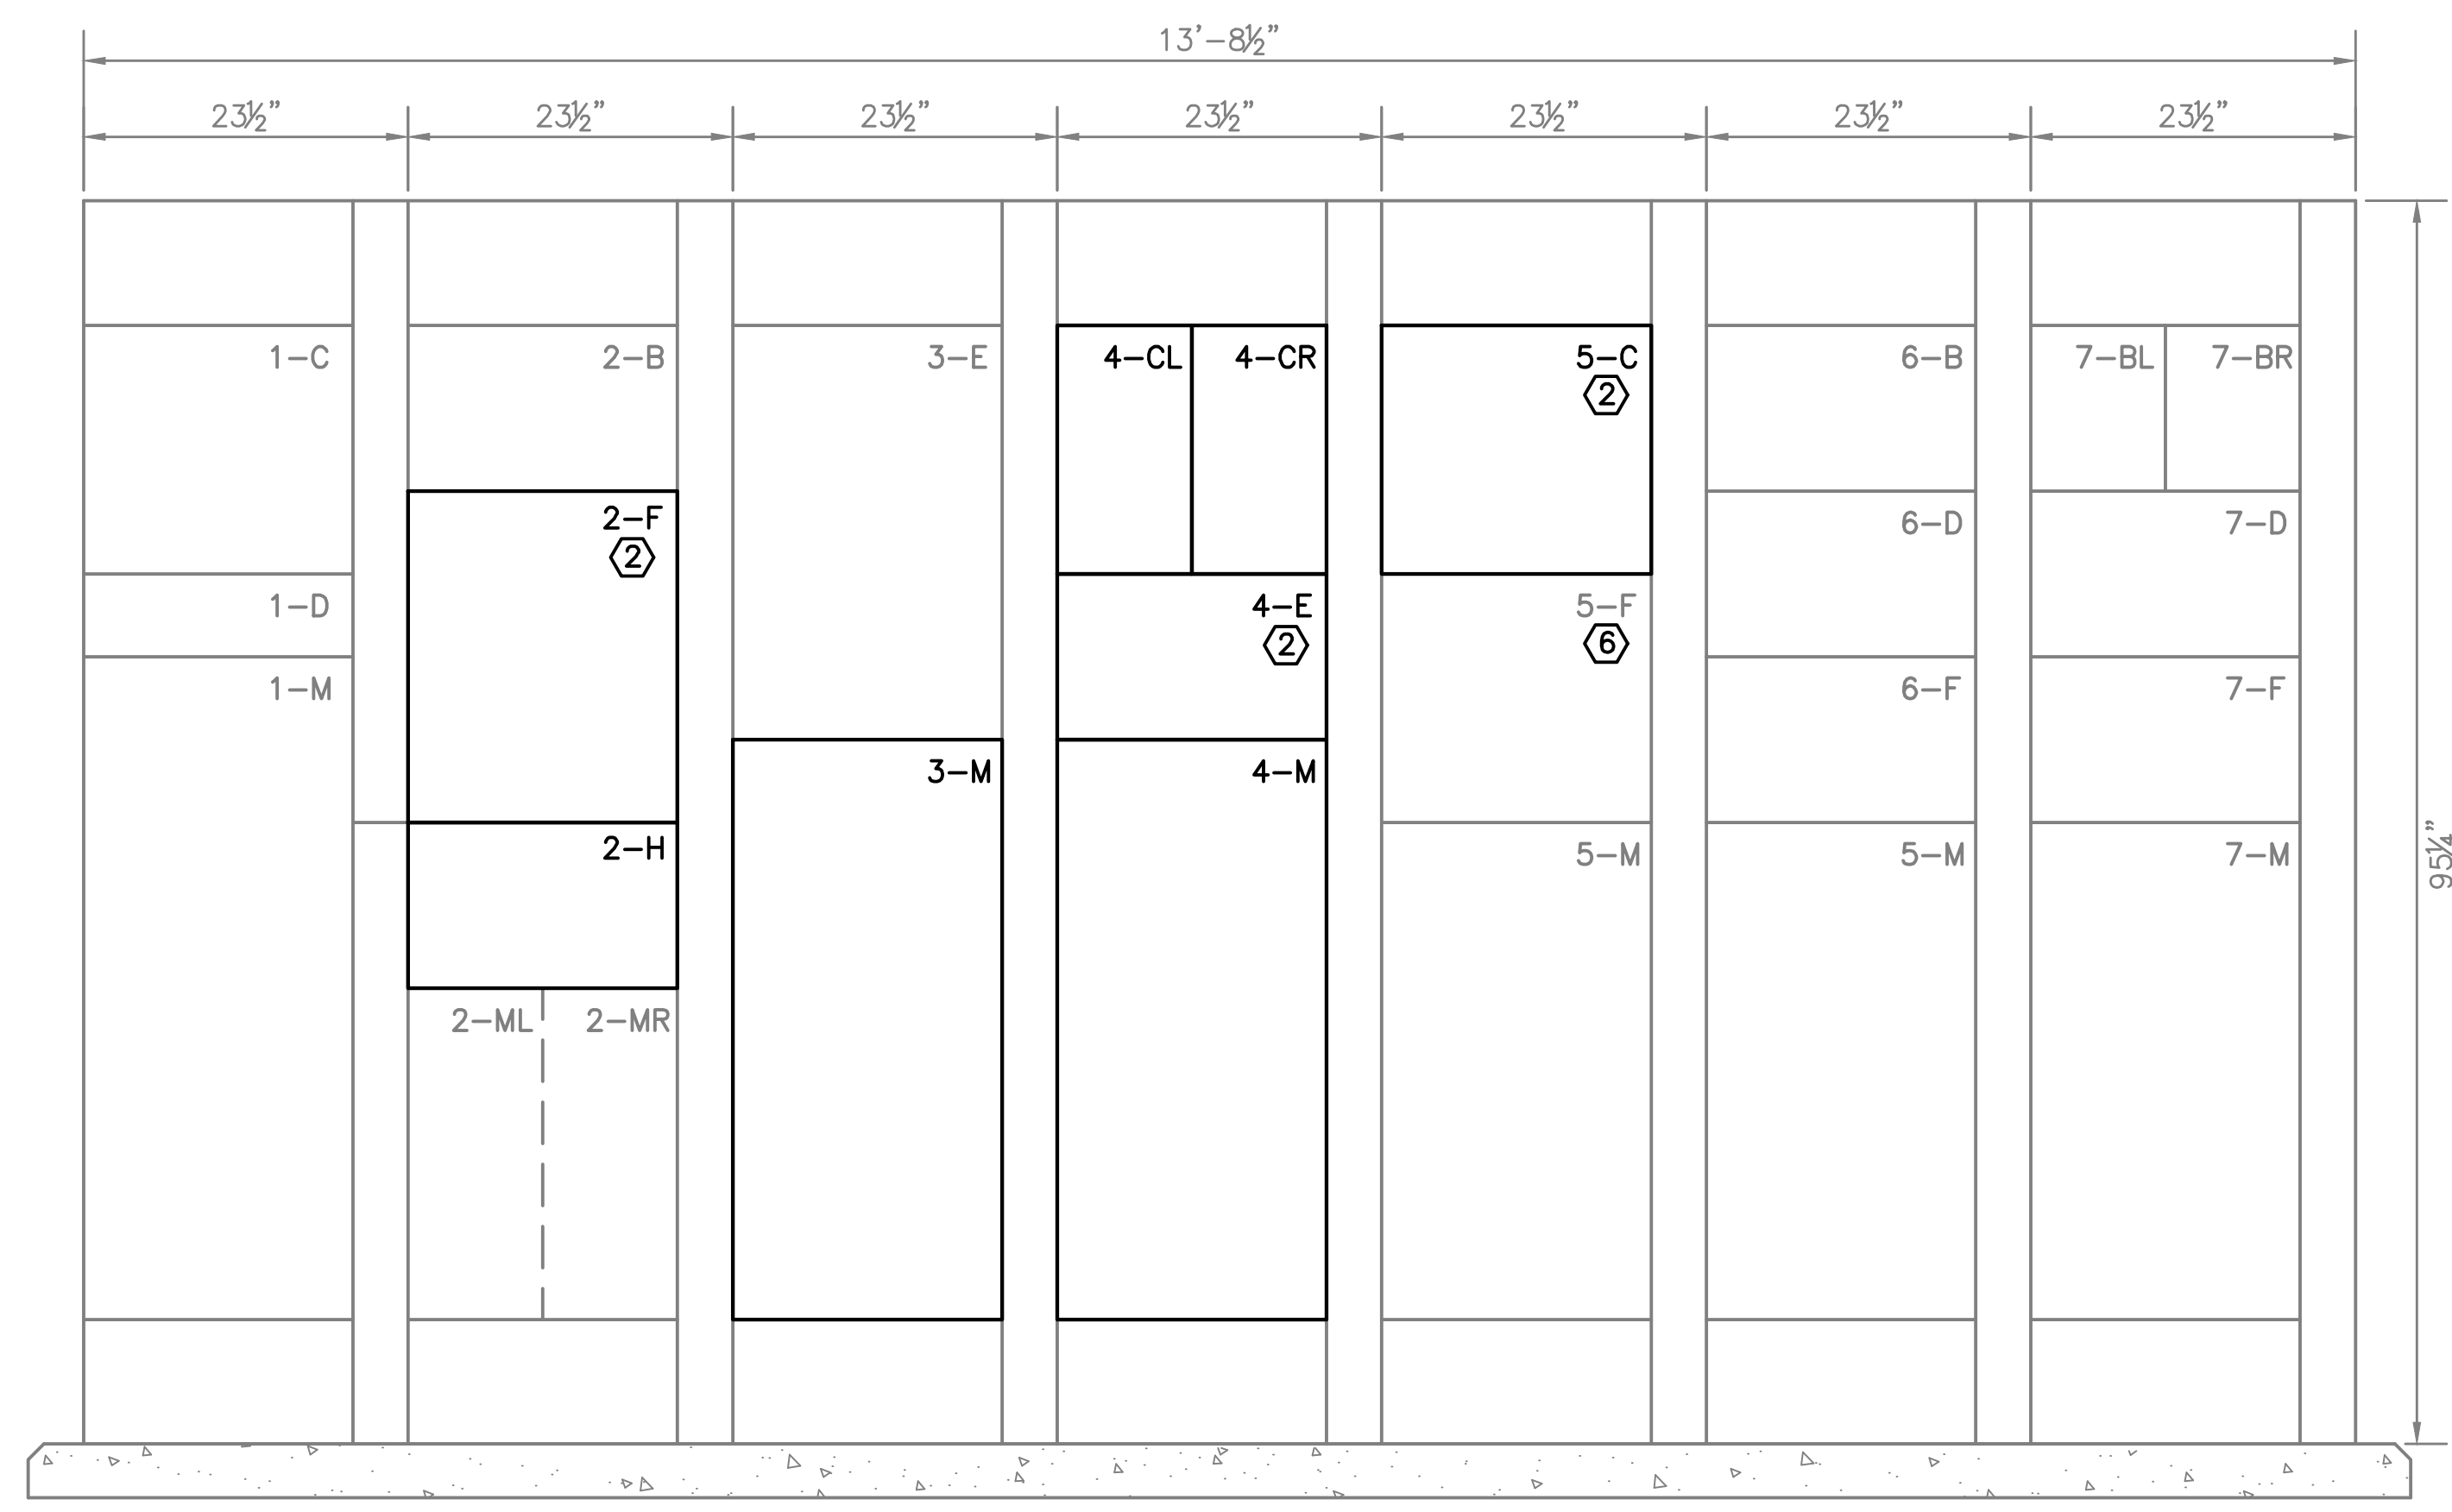 13'-8½"
23½" 23½" 23½" 23½" 23½" 23½" 23½"
1-C 2-B 3-E 4-CL 4-CR 5-C 6-B 7-BL 7-BR
2
2-F 6-D 7-D
2
1-D 4-E 5-F
2 6
1-M 6-F 7-F
3-M 4-M
2-H 5-M 5-M 7-M
95¼"
2-ML 2-MR